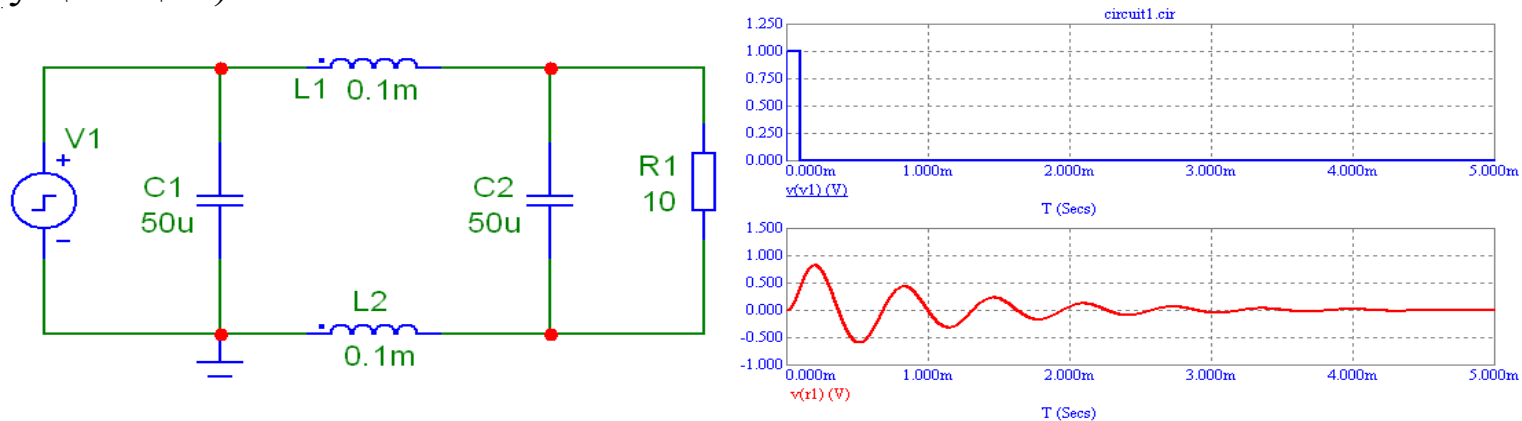 L1 0.1m
V1
+
−
C1
50u
C2
50u
R1
10
L2
0.1m
circuit1.cir
1.250
1.000
0.750
0.500
0.250
0.000
0.000m 1.000m 2.000m 3.000m 4.000m 5.000m
v(v1) (V)
T (Secs)
1.500
1.000
0.500
0.000
-0.500
-1.000
0.000m 1.000m 2.000m 3.000m 4.000m 5.000m
v(r1) (V)
T (Secs)